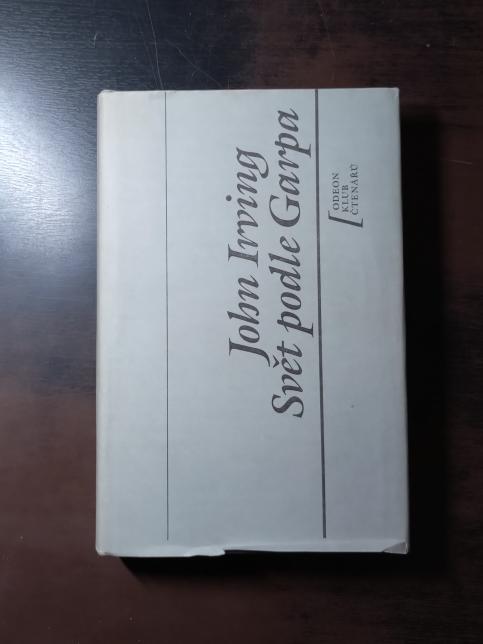 John Irving
Svět podle Garpa
ODEON
KLUB
ČTENÁŘŮ